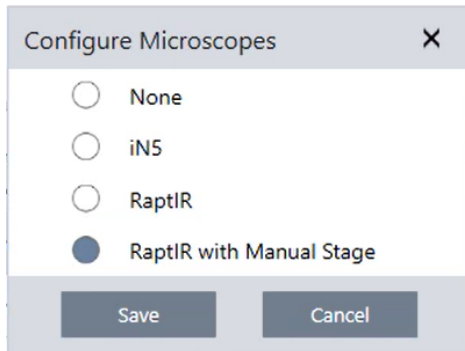 Configure Microscopes
None
iN5
RaptIR
RaptIR with Manual Stage
Save Cancel